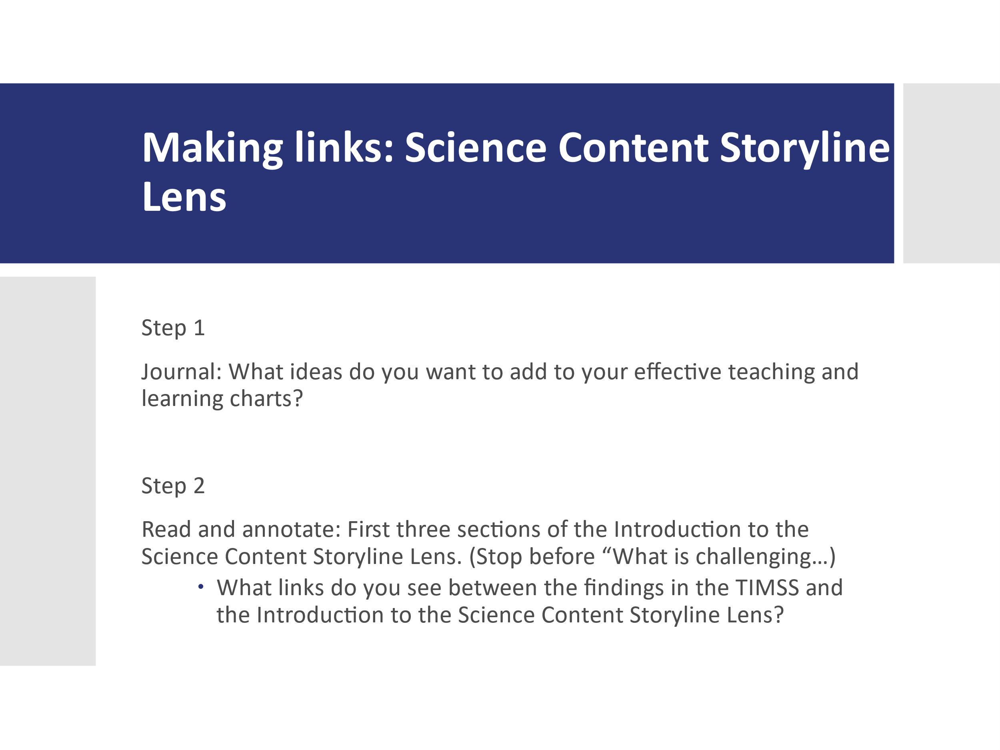 Making links: Science Content Storyline
Lens
Step 1
Journal: What ideas do you want to add to your effective teaching and
learning charts?
Step 2
Read and annotate: First three sections of the Introduction to the
Science Content Storyline Lens. (Stop before “What is challenging…)
• What links do you see between the findings in the TIMSS and
the Introduction to the Science Content Storyline Lens?